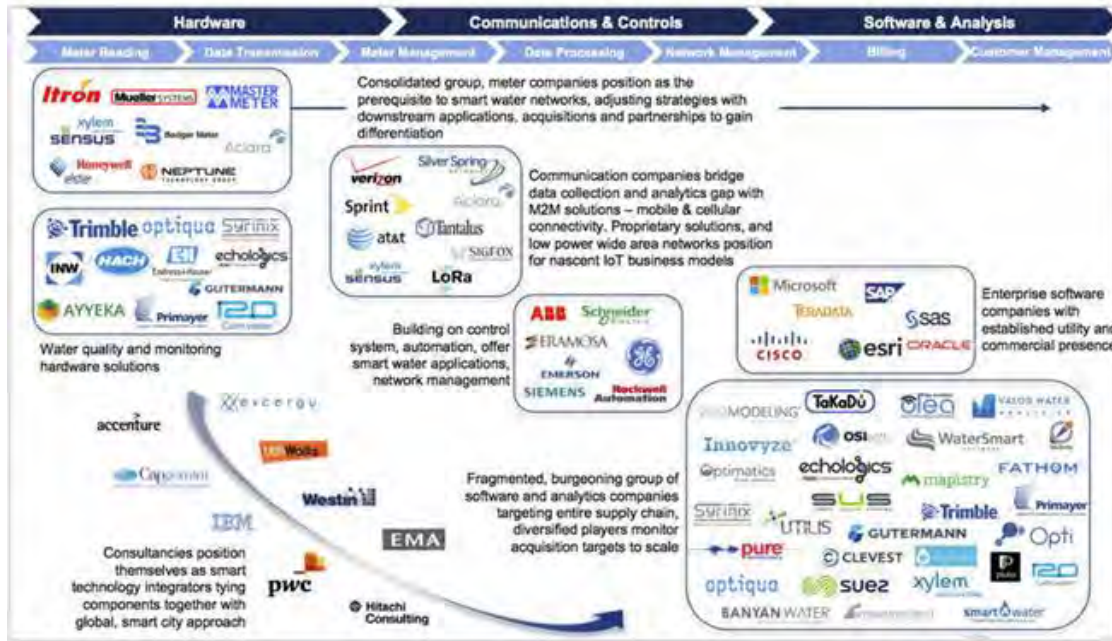 Hardware
Communications & Controls
Software & Analysis
Meter Reading
Data Transmission
Meter Management
Data Processing
Network Management
Billing
Customer Management
Itron
Mueller SYSTEMS
MASTER
METER
xylem
sensus
Badger Meter
Aclara
Honeywell
elster
NEPTUNE
TECHNOLOGY GROUP
Consolidated group, meter companies position as the
prerequisite to smart water networks, adjusting strategies with
downstream applications, acquisitions and partnerships to gain
differentiation
verizon
Silver Spring
Sprint
Aclara
at&t
Tantalus
SIGFOX
xylem
sensus
LoRa
Communication companies bridge
data collection and analytics gap with
M2M solutions – mobile & cellular
connectivity. Proprietary solutions, and
low power wide area networks position
for nascent IoT business models
Trimble
optiqua
Syrinix
INW
HACH
EH
Endress+Hauser
echologics
GUTERMANN
AYYEKA
Primayer
Water quality and monitoring
hardware solutions
Building on control
system, automation, offer
smart water applications,
network management
ABB
Schneider
ERAMOSA
EMERSON
SIEMENS
Rockwell
Automation
Microsoft
SAP
TERADATA
sas
CISCO
esri
ORACLE
Enterprise software
companies with
established utility and
commercial presence
accenture
excergy
Capgemini
UtiliWorks
Westin
IBM
EMA
pwc
Hitachi
Consulting
Consultancies position
themselves as smart
technology integrators tying
components together with
global, smart city approach
Fragmented, burgeoning group of
software and analytics companies
targeting entire supply chain,
diversified players monitor
acquisition targets to scale
MODELING
TaKaDu
VALOR WATER
Innovyze
OSI
WaterSmart
Optimatics
echologics
mapistry
FATHOM
Syrinix
UTILIS
SUS
Trimble
Primayer
pure
GUTERMANN
Opti
CLEVEST
optiqua
suez
xylem
BANYAN WATER
smart water